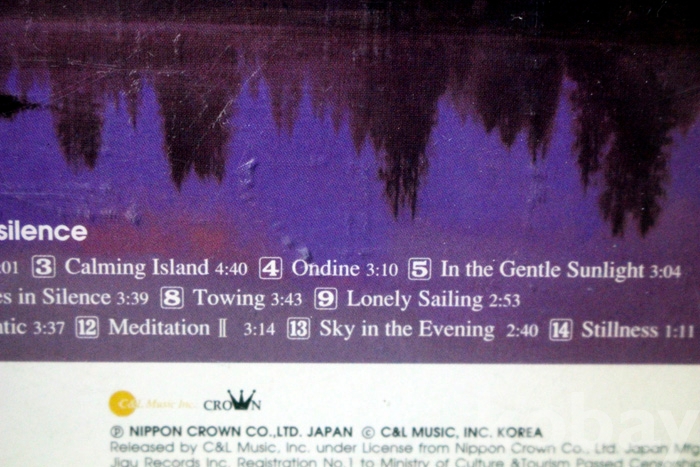 silence
:01 3 Calming Island 4:40 4 Ondine 3:10 5 In the Gentle Sunlight 3:04
es in Silence 3:39 8 Towing 3:43 9 Lonely Sailing 2:53
tic 3:37 12 Meditation Ⅱ 3:14 13 Sky in the Evening 2:40 14 Stillness 1:11
C&L Music Inc. CROWN
℗ NIPPON CROWN CO.,LTD. JAPAN © C&L MUSIC, INC. KOREA
Released by C&L Music, Inc. under License from Nippon Crown Co., Ltd. Japan
Jigu Records Inc. Registration No.1 to Ministry of Culture &Tourism
ebay